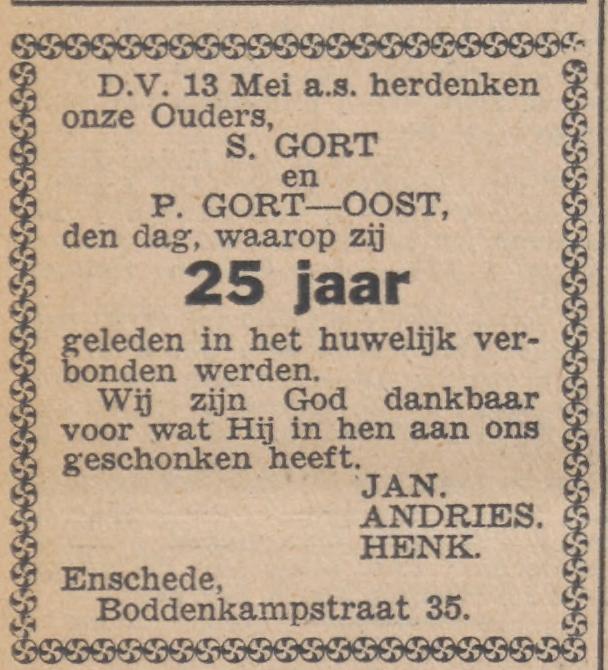 D.V. 13 Mei a.s. herdenken
onze Ouders,
S. GORT
en
P. GORT—OOST,
den dag, waarop zij
25 jaar
geleden in het huwelijk ver-
bonden werden.
Wij zijn God dankbaar
voor wat Hij in hen aan ons
geschonken heeft.
JAN.
ANDRIES.
HENK.
Enschede,
Boddenkampstraat 35.